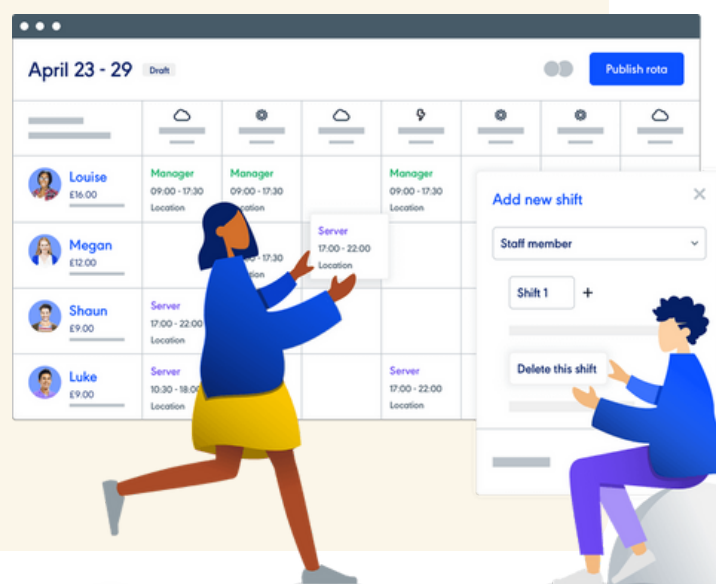 April 23 - 29 Draft Publish rota
Louise
£16.00
Manager
09:00 - 17:30
Location
Manager
09:00 - 17:30
Manager
09:00 - 17:30
Location
Megan
£12.00
17:30
Server
17:00 - 22:00
Location
Shaun
£9.00
Server
17:00 - 22:00
Location
Luke
£9.00
Server
10:30 - 18:00
Location
Server
17:00 - 22:00
Location
Add new shift
Staff member
Shift 1 +
Delete this shift